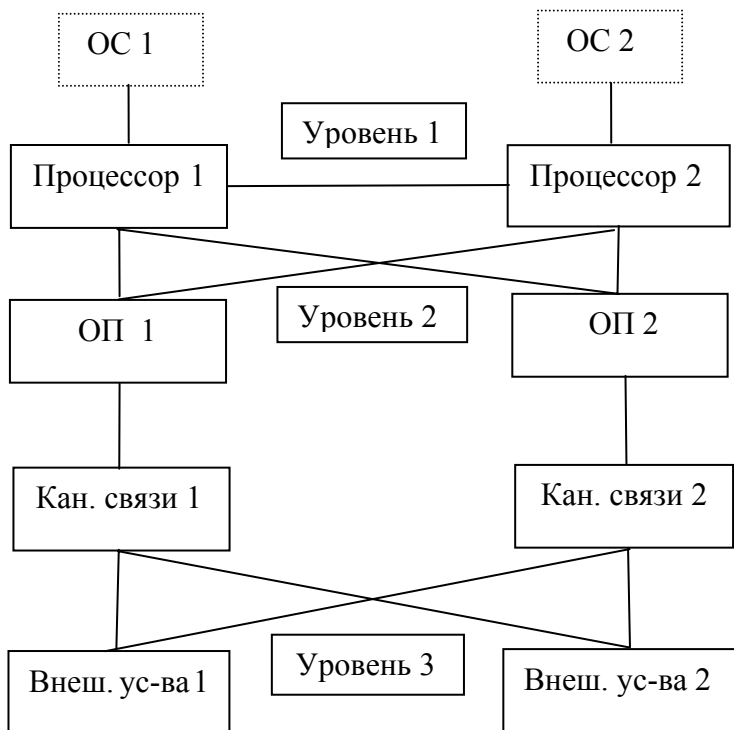 ОС 1
ОС 2
Уровень 1
Процессор 1
Процессор 2
Уровень 2
ОП 1
ОП 2
Кан. связи 1
Кан. связи 2
Уровень 3
Внеш. ус-ва 1
Внеш. ус-ва 2